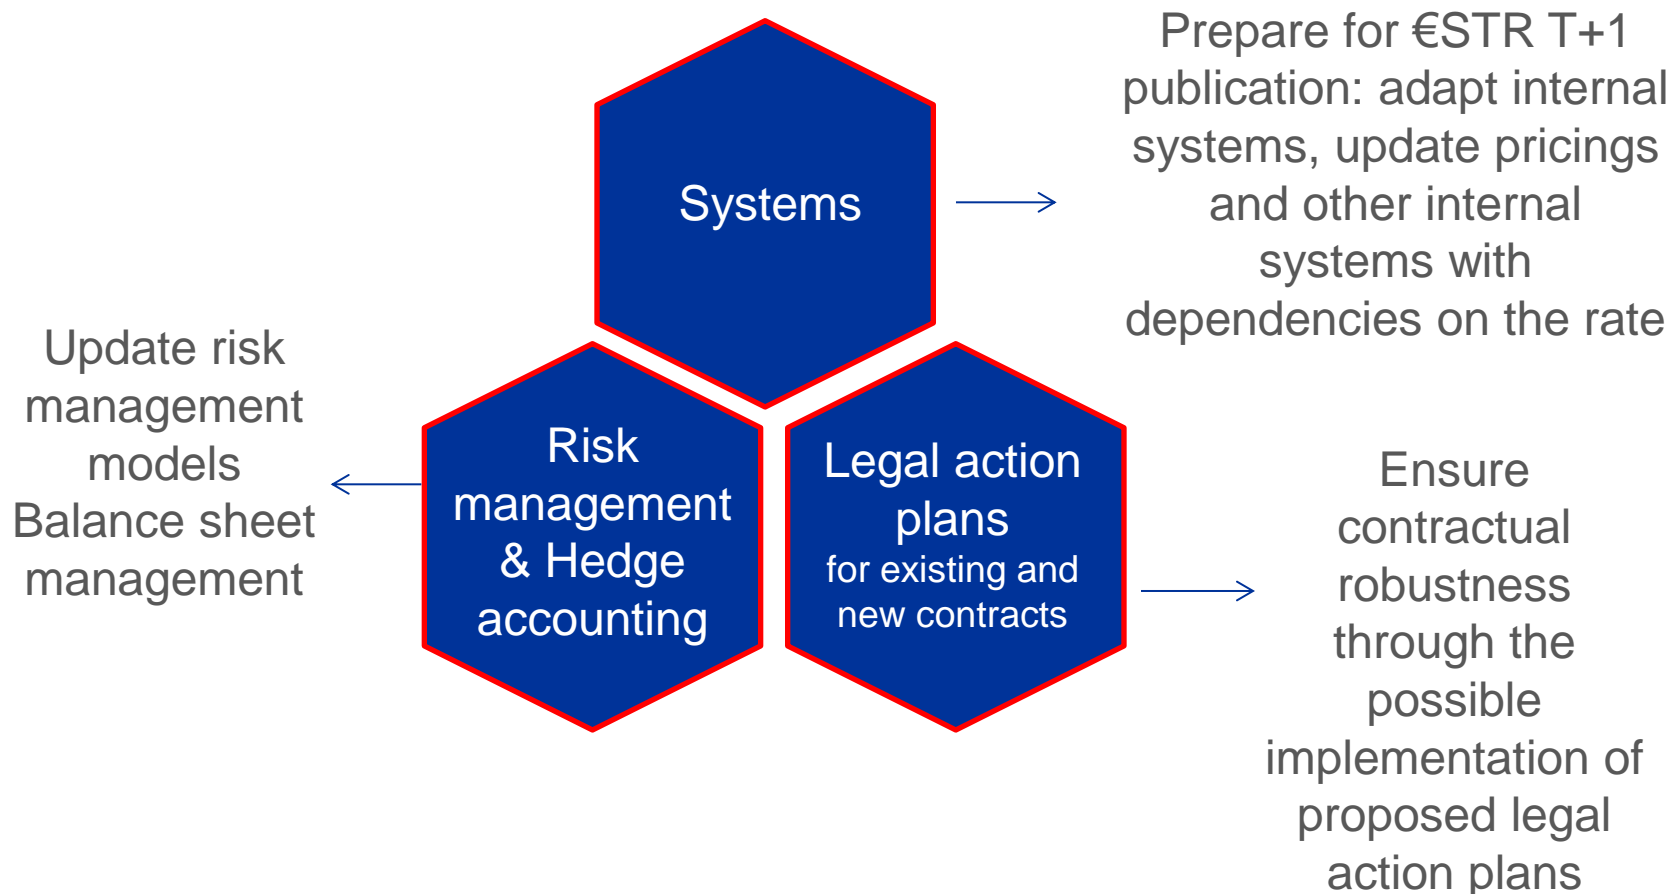 Systems
Prepare for €STR T+1
publication: adapt internal
systems, update pricings
and other internal
systems with
dependencies on the rate
Update risk
management
models
Balance sheet
management
Risk
management
& Hedge
accounting
Legal action
plans
for existing and
new contracts
Ensure
contractual
robustness
through the
possible
implementation of
proposed legal
action plans